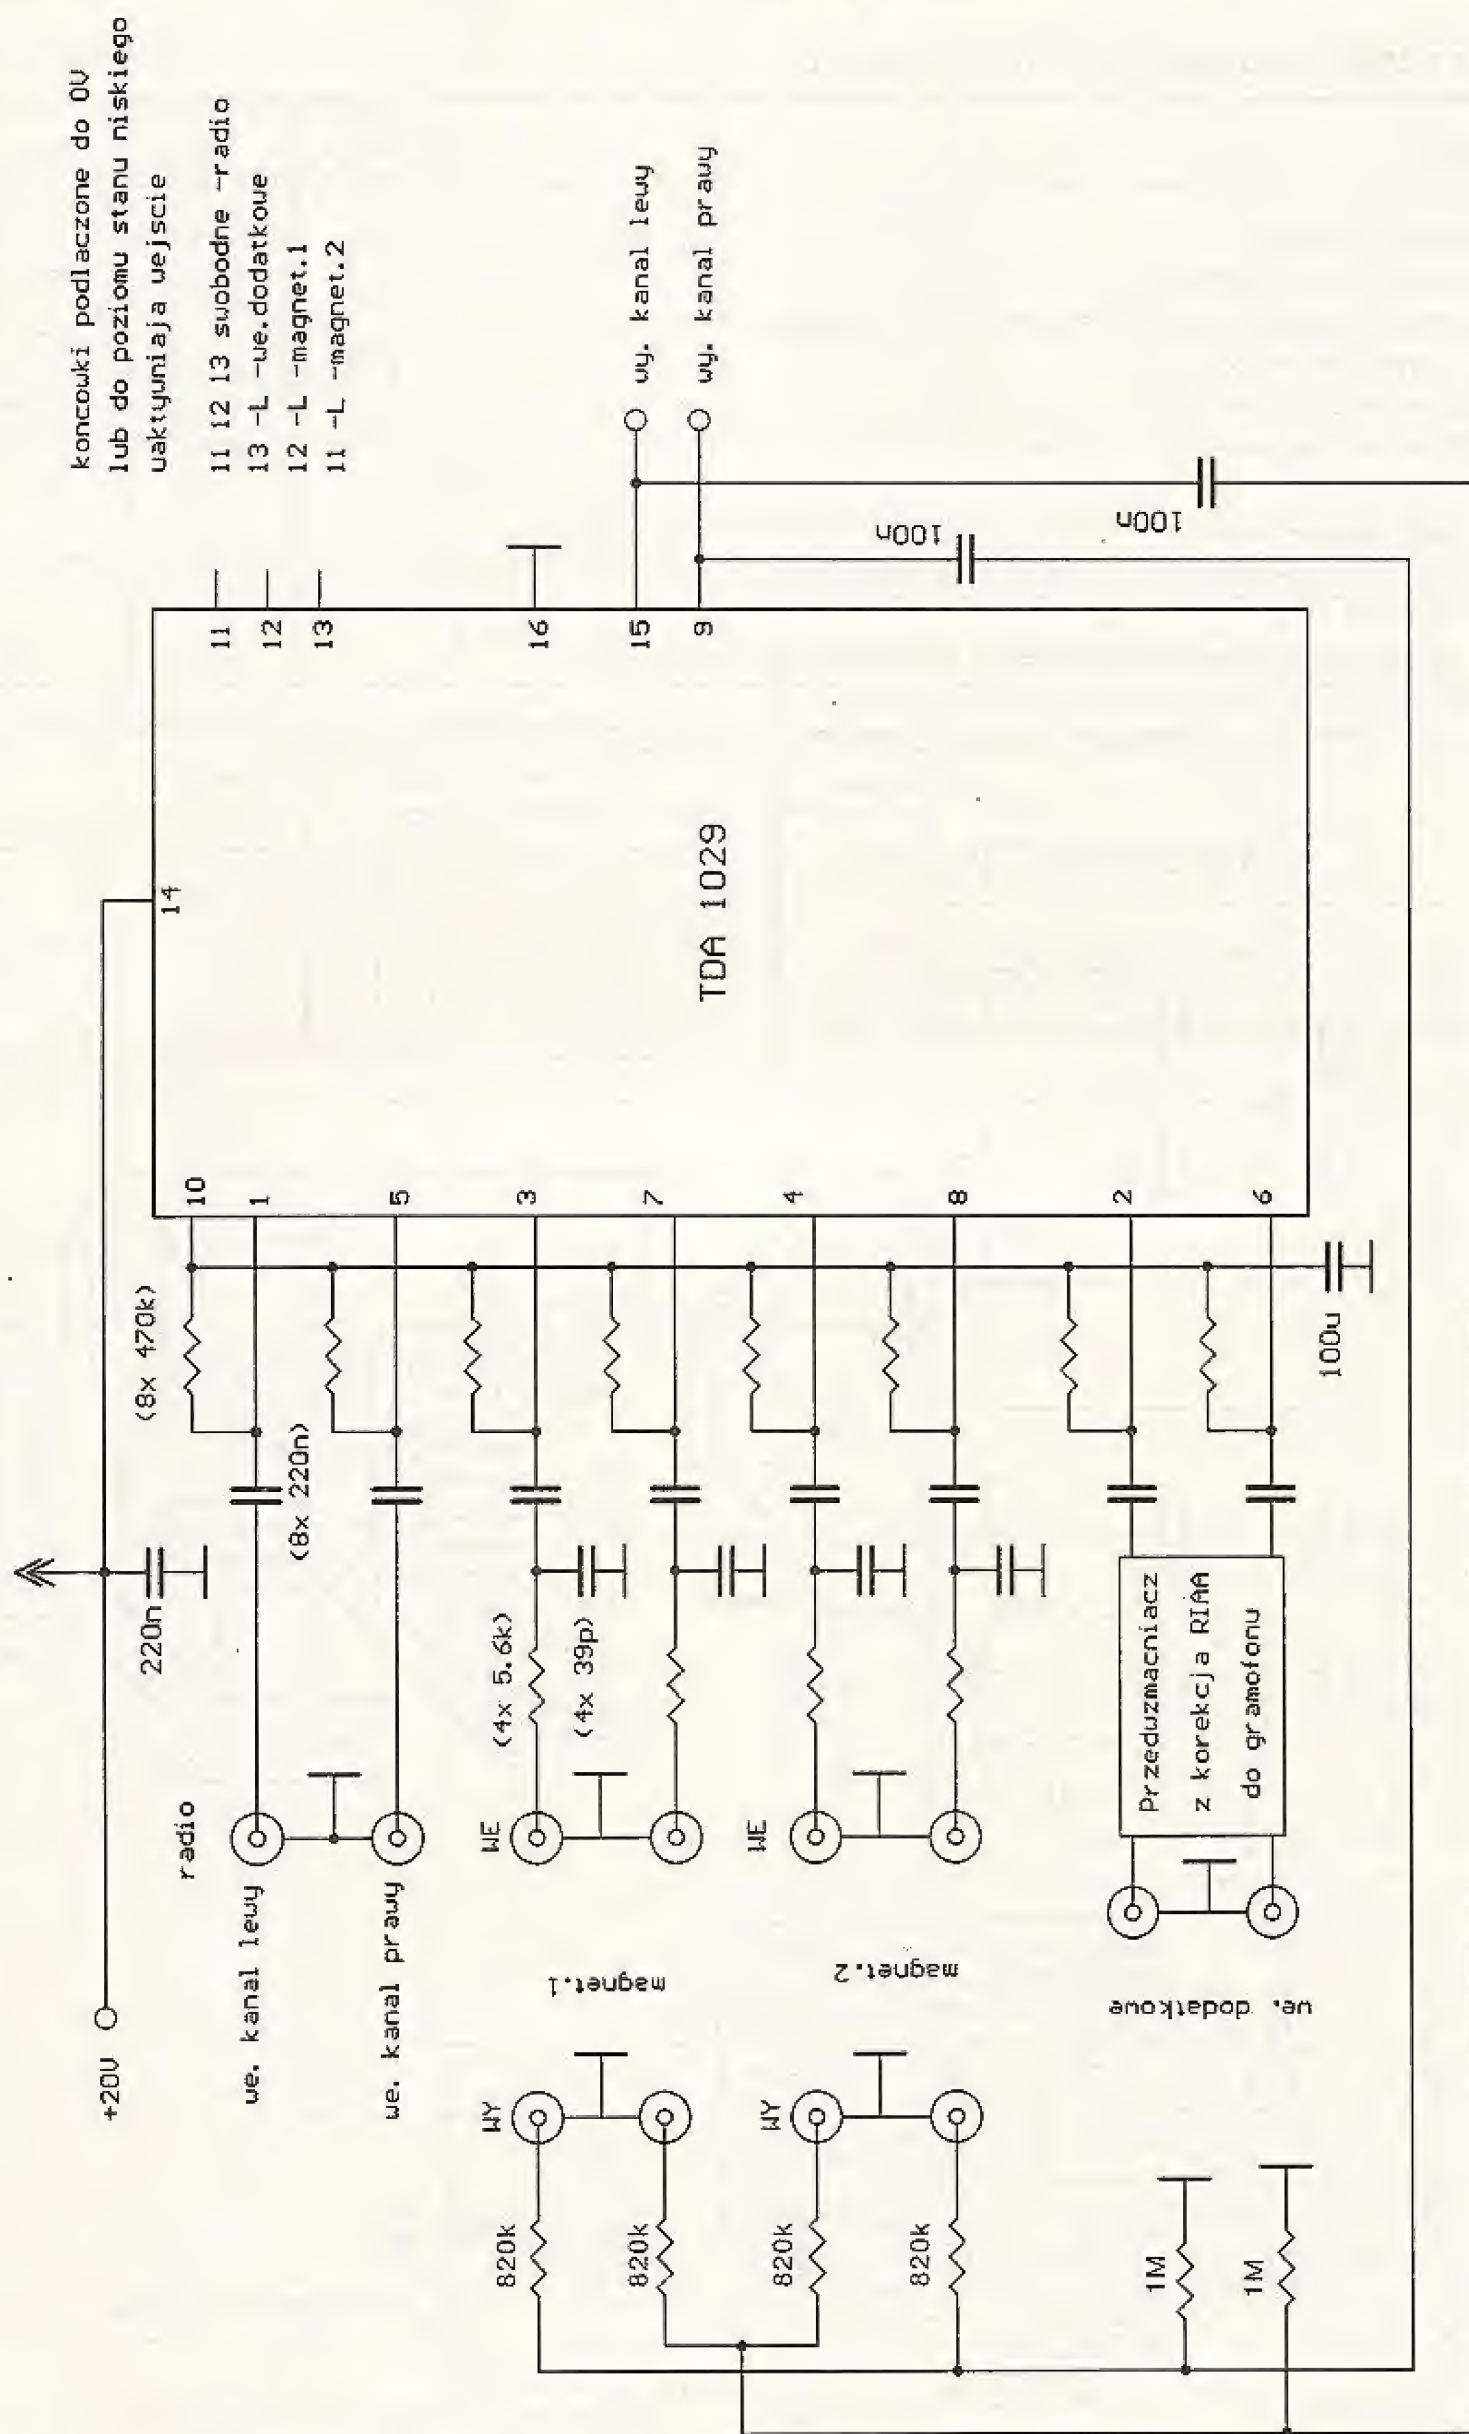 koncowki podlaczone do 0V
lub do poziomu stanu niskiego
uaktywniaja wejscie
11 12 13 swobodne -radio
13 -L -we.dodatkowe
12 -L -magnet.1
11 -L -magnet.2
wy. kanal lewy
wy. kanal prawy
100n
100n
11
12
13
16
15
9
14
TDA 1029
10
1
5
3
7
4
8
2
6
(8x 470k)
(8x 220n)
220n
100u
(4x 5.6k)
(4x 39p)
Przedwzmacniacz
z korekcja RIAA
do gramofonu
radio
WE
WE
+20V
we. kanal lewy
we. kanal prawy
magnet.1
magnet.2
we. dodatkowe
WY
WY
820k
820k
820k
820k
1M
1M